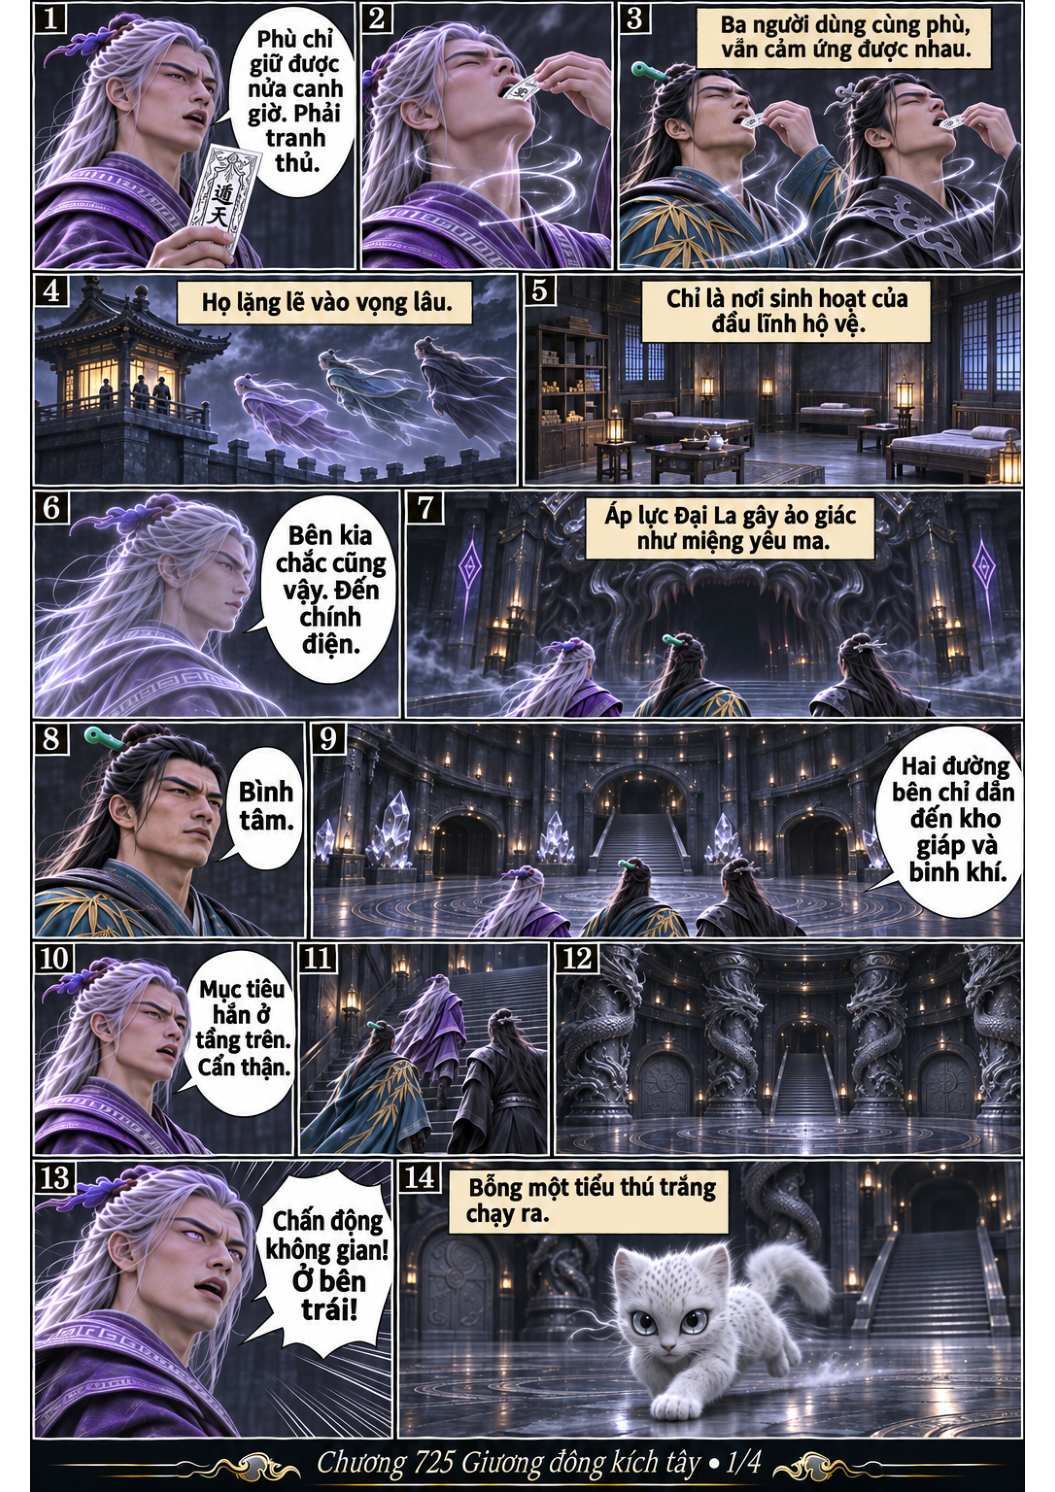 1
Phù chỉ
giữ được
nửa canh
giờ. Phải
tranh
thủ.
遁
天
2
3
Ba người dùng cùng phù,
vẫn cảm ứng được nhau.
4
Họ lặng lẽ vào vọng lâu.
5
Chỉ là nơi sinh hoạt của
đầu lĩnh hộ vệ.
6
Bên kia
chắc cũng
vậy. Đến
chính
điện.
7
Áp lực Đại La gây ảo giác
như miệng yêu ma.
8
Bình
tâm.
9
Hai đường
bên chỉ dẫn
đến kho
giáp và
binh khí.
10
Mục tiêu
hắn ở
tầng trên.
Cẩn thận.
11
12
13
Chấn động
không gian!
Ở bên
trái!
14
Bỗng một tiểu thú trắng
chạy ra.
Chương 725 Giương đông kích tây • 1/4